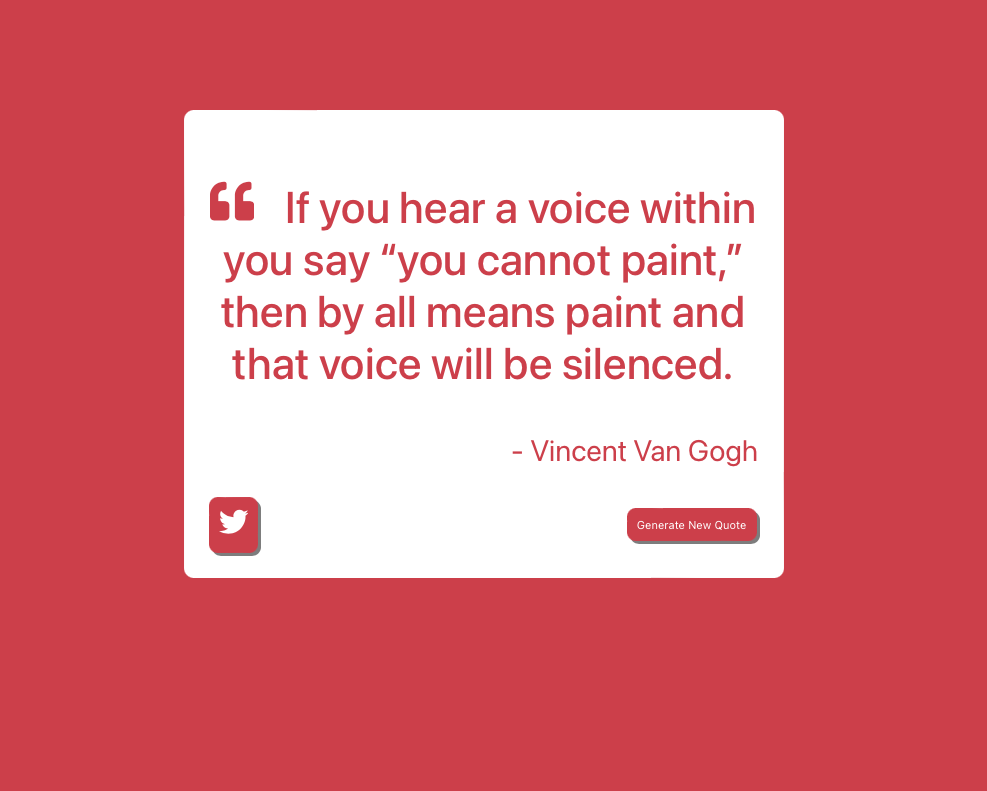 If you hear a voice within
you say “you cannot paint,”
then by all means paint and
that voice will be silenced.
- Vincent Van Gogh
Generate New Quote